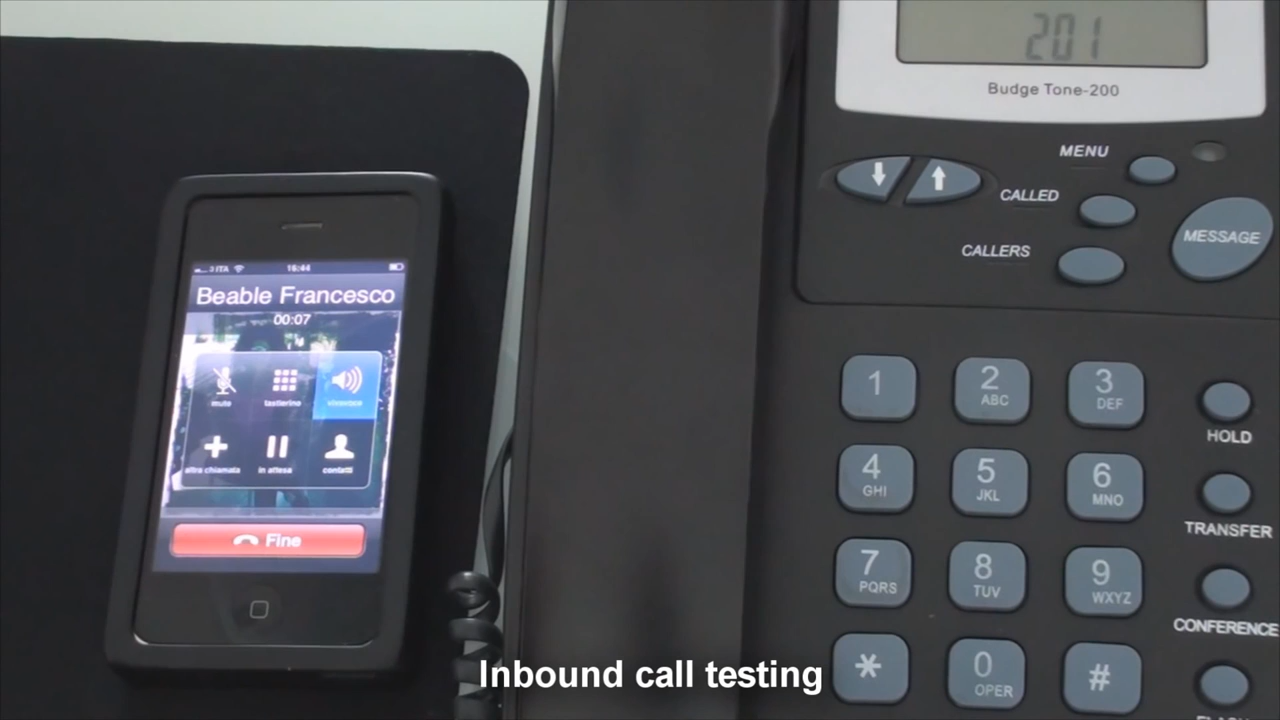 3 ITA 16:44
Beable Francesco
00:07
mute tastierino vivavoce
altra chiamata in attesa contatti
Fine
201
Budge Tone-200
MENU
CALLED
CALLERS
MESSAGE
1 2 ABC 3 DEF
HOLD
4 GHI 5 JKL 6 MNO
TRANSFER
7 PQRS 8 TUV 9 WXYZ
CONFERENCE
* 0 OPER #
Inbound call testing